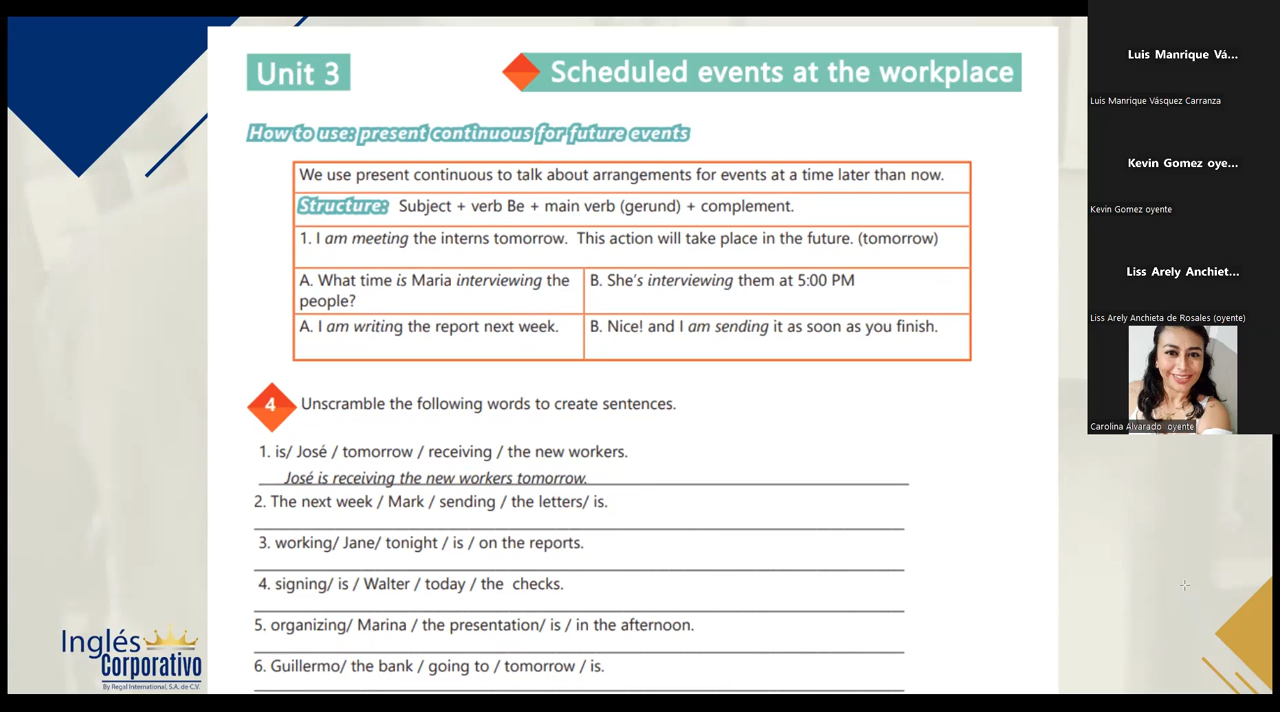 Unit 3
Scheduled events at the workplace
How to use: present continuous for future events
We use present continuous to talk about arrangements for events at a time later than now.
Structure: Subject + verb Be + main verb (gerund) + complement.
1. I am meeting the interns tomorrow. This action will take place in the future. (tomorrow)
A. What time is Maria interviewing the
people?
B. She's interviewing them at 5:00 PM
A. I am writing the report next week.
B. Nice! and I am sending it as soon as you finish.
4
Unscramble the following words to create sentences.
1. is/ José / tomorrow / receiving / the new workers.
José is receiving the new workers tomorrow.
2. The next week / Mark / sending / the letters/ is.
3. working/ Jane/ tonight / is / on the reports.
4. signing/ is / Walter / today / the checks.
5. organizing/ Marina / the presentation/ is / in the afternoon.
6. Guillermo/ the bank / going to / tomorrow / is.
Inglés
Corporativo
By Regal International, S.A. de C.V.
Luis Manrique Vá...
Luis Manrique Vásquez Carranza
Kevin Gomez oye...
Kevin Gomez oyente
Liss Arely Anchiet...
Liss Arely Anchieta de Rosales (oyente)
Carolina Alvarado oyente